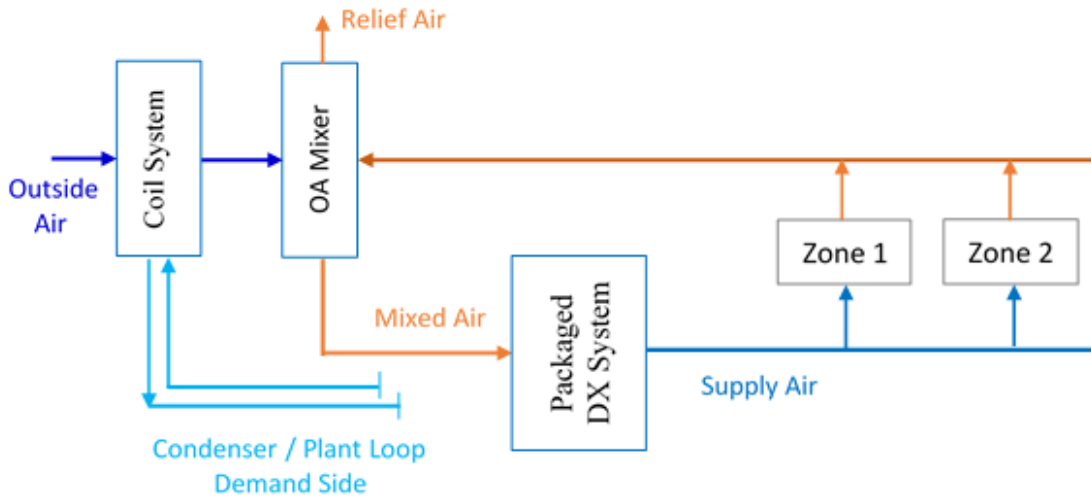 Relief Air
Coil System
OA Mixer
Outside
Air
Zone 1
Zone 2
Mixed Air
Packaged
DX System
Supply Air
Condenser / Plant Loop
Demand Side